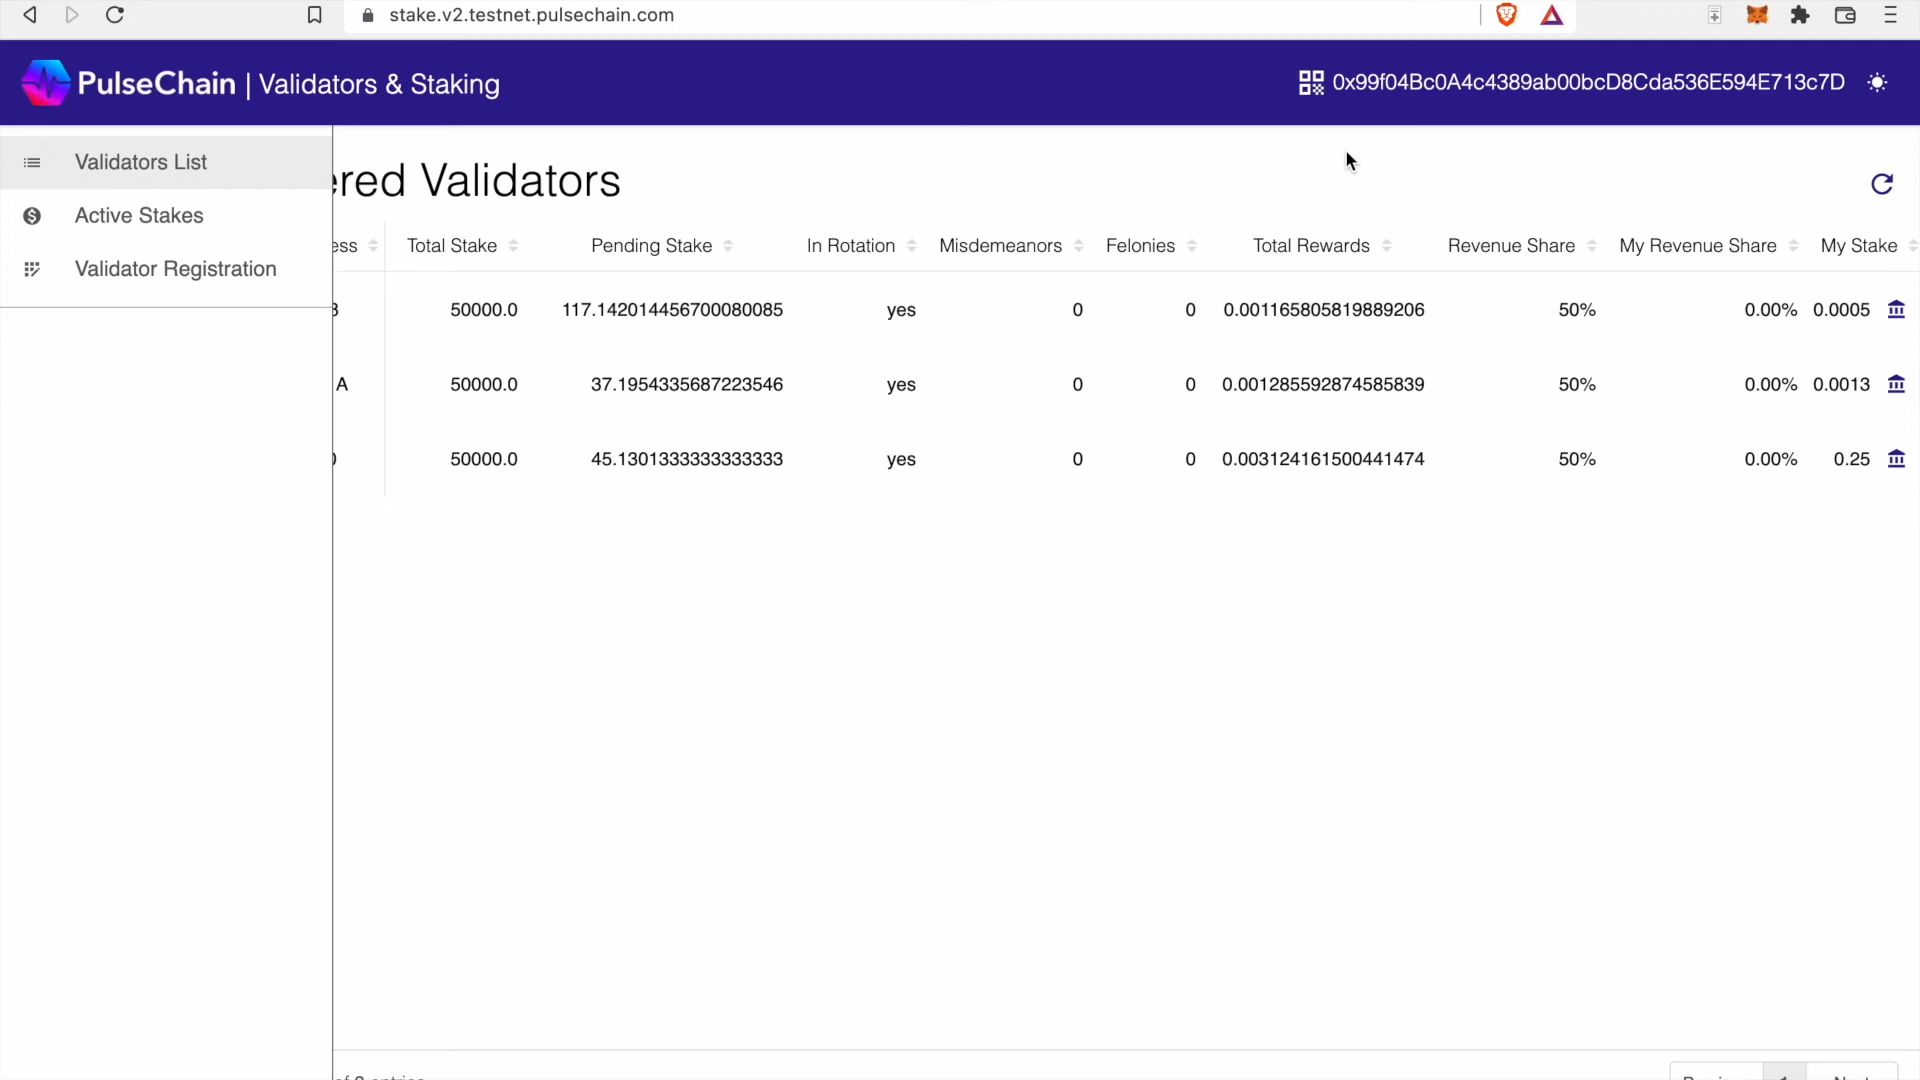 stake.v2.testnet.pulsechain.com
PulseChain | Validators & Staking
0x99f04Bc0A4c4389ab00bcD8Cda536E594E713c7D
Validators List
Active Stakes
Validator Registration
ered Validators
ess Total Stake Pending Stake In Rotation Misdemeanors Felonies Total Rewards Revenue Share My Revenue Share My Stake
50000.0 117.142014456700080085 yes 0 0 0.001165805819889206 50% 0.00% 0.0005
A 50000.0 37.1954335687223546 yes 0 0 0.001285592874585839 50% 0.00% 0.0013
50000.0 45.1301333333333333 yes 0 0 0.003124161500441474 50% 0.00% 0.25